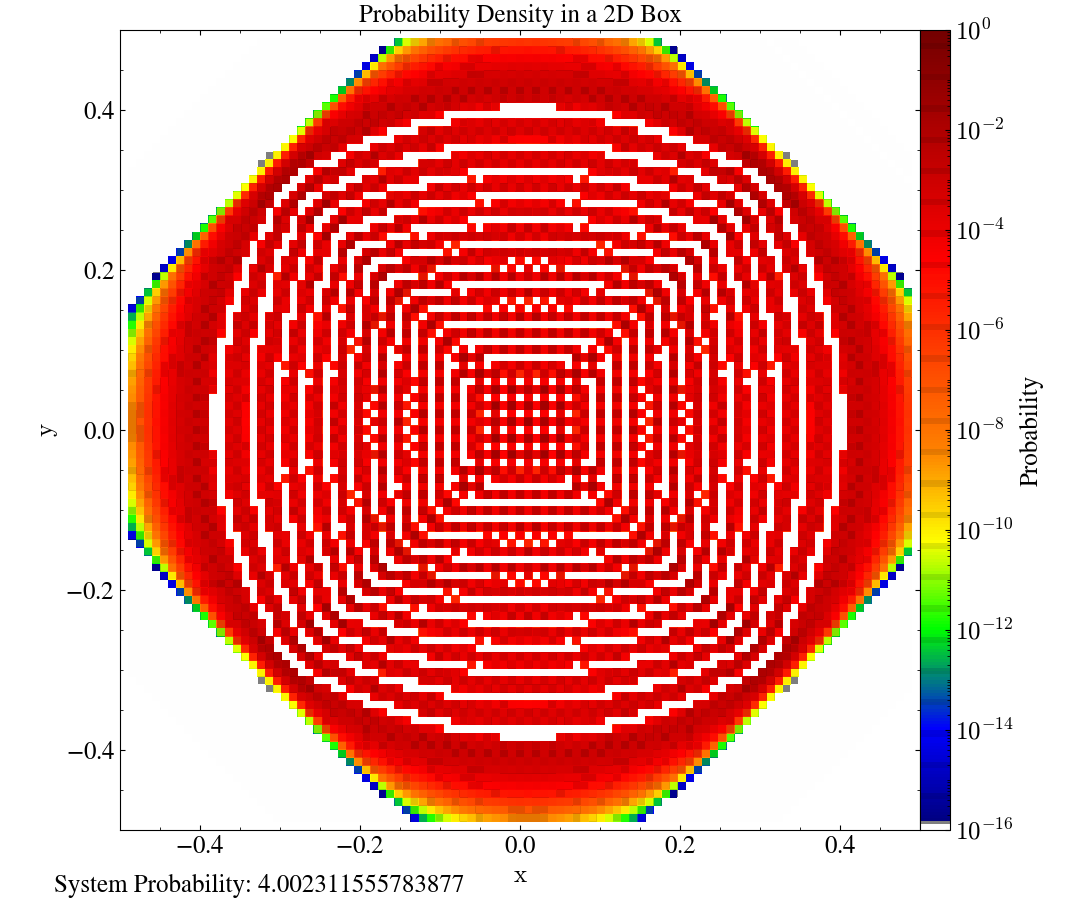 Probability Density in a 2D Box
y
0.4
0.2
0.0
−0.2
−0.4
−0.4 −0.2 0.0 0.2 0.4
x
10⁰
10⁻²
10⁻⁴
10⁻⁶
10⁻⁸
10⁻¹⁰
10⁻¹²
10⁻¹⁴
10⁻¹⁶
Probability
System Probability: 4.002311555783877